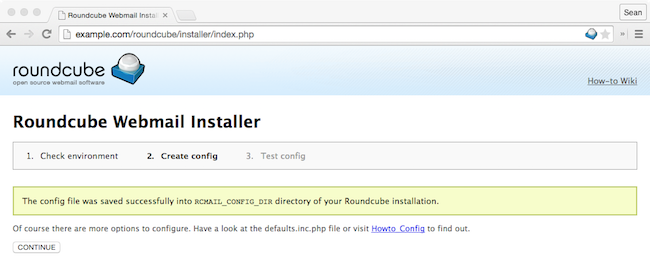 Roundcube Webmail Instal
Sean
example.com/roundcube/installer/index.php
roundcube
open source webmail software
How-to Wiki
Roundcube Webmail Installer
1. Check environment 2. Create config 3. Test config
The config file was saved successfully into RCMAIL_CONFIG_DIR directory of your Roundcube installation.
Of course there are more options to configure. Have a look at the defaults.inc.php file or visit Howto_Config to find out.
CONTINUE